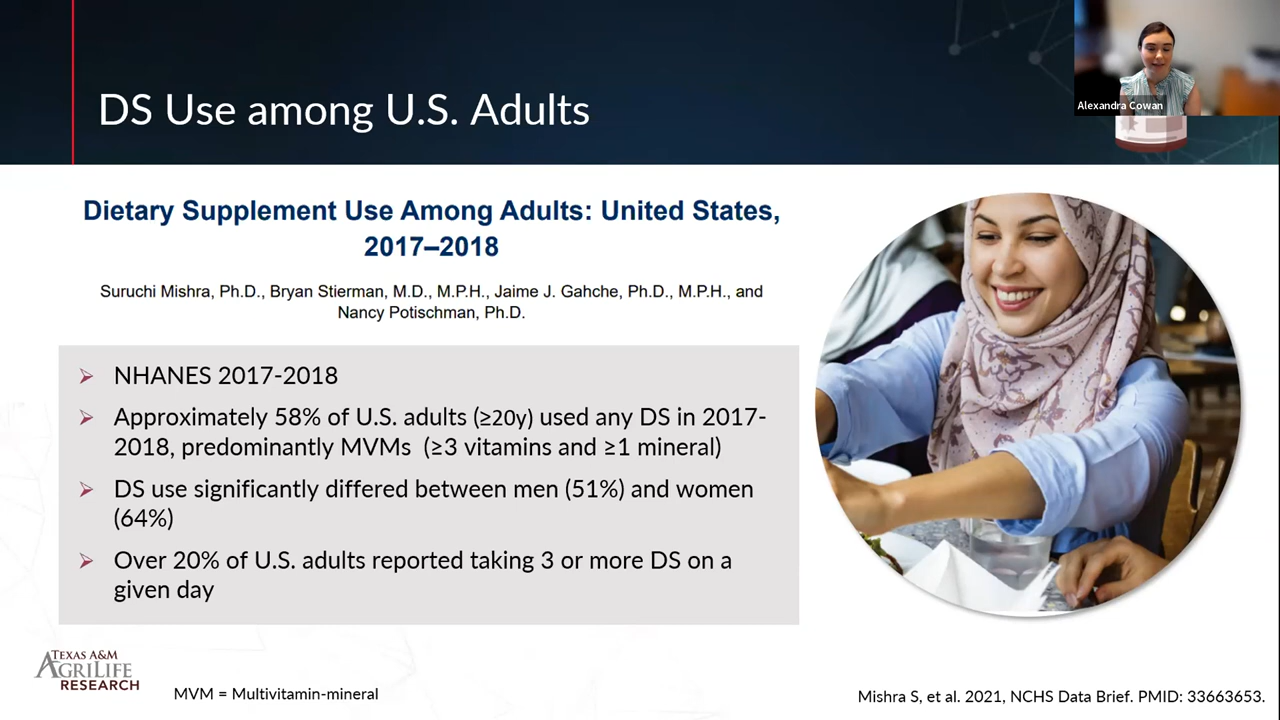 DS Use among U.S. Adults
Alexandra Cowan
Dietary Supplement Use Among Adults: United States,
2017–2018
Suruchi Mishra, Ph.D., Bryan Stierman, M.D., M.P.H., Jaime J. Gahche, Ph.D., M.P.H., and
Nancy Potischman, Ph.D.
➢ NHANES 2017-2018
➢ Approximately 58% of U.S. adults (≥20y) used any DS in 2017-
2018, predominantly MVMs (≥3 vitamins and ≥1 mineral)
➢ DS use significantly differed between men (51%) and women
(64%)
➢ Over 20% of U.S. adults reported taking 3 or more DS on a
given day
TEXAS A&M
AGRILIFE
RESEARCH
MVM = Multivitamin-mineral
Mishra S, et al. 2021, NCHS Data Brief. PMID: 33663653.